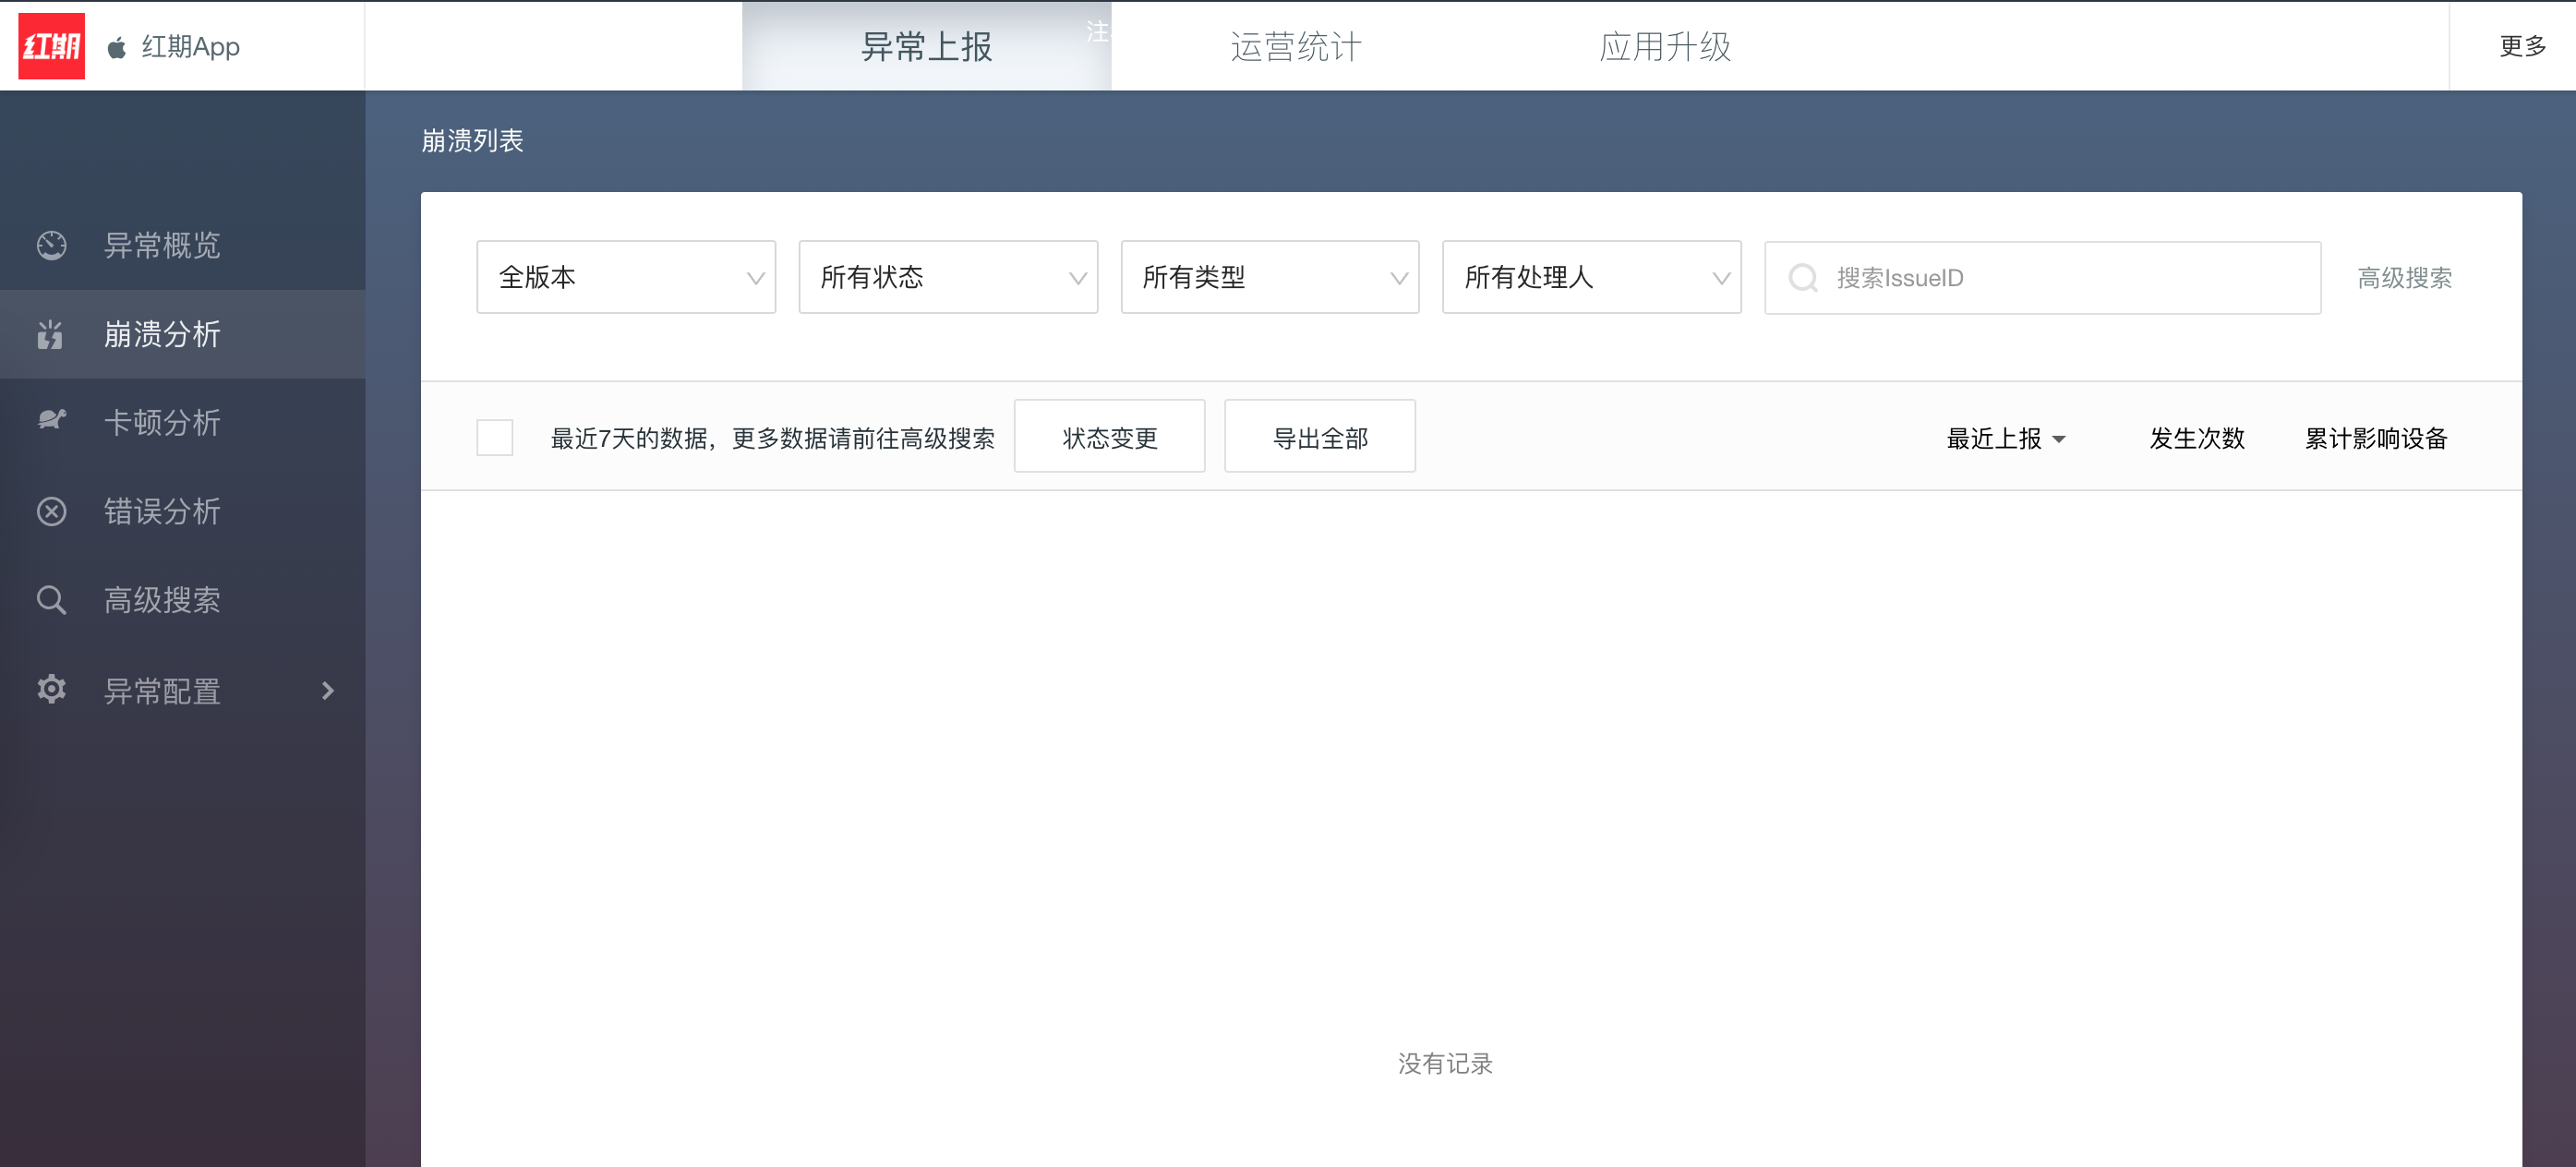 红期 红期App 异常上报 注 运营统计 应用升级 更多
崩溃列表
异常概览
崩溃分析
卡顿分析
错误分析
高级搜索
异常配置
全版本 所有状态 所有类型 所有处理人 搜索IssueID 高级搜索
最近7天的数据，更多数据请前往高级搜索 状态变更 导出全部 最近上报 发生次数 累计影响设备
没有记录